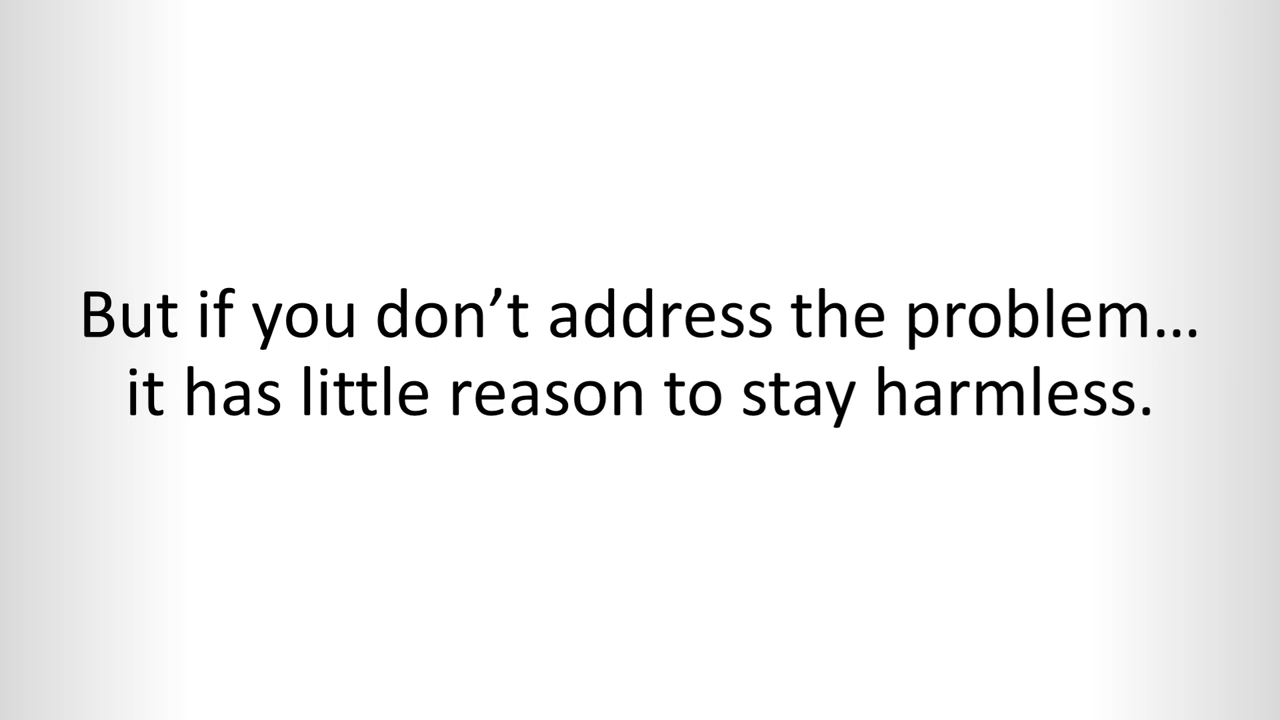 But if you don’t address the problem…
it has little reason to stay harmless.